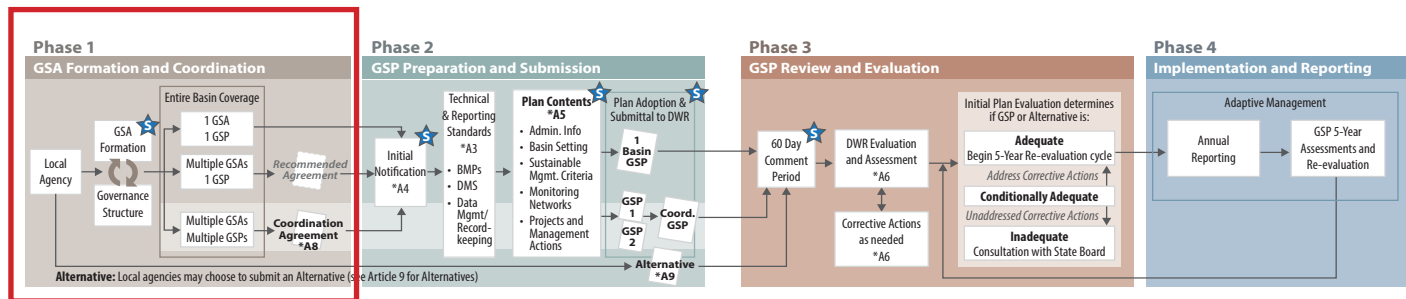 Phase 1
GSA Formation and Coordination
Entire Basin Coverage
Local
Agency
S
GSA
Formation
Governance
Structure
1 GSA
1 GSP
Multiple GSAs
1 GSP
Multiple GSAs
Multiple GSPs
Recommended
Agreement
Coordination
Agreement
*A8
Alternative: Local agencies may choose to submit an Alternative (see Article 9 for Alternatives)
Phase 2
GSP Preparation and Submission
S
Initial
Notification
*A4
Technical
& Reporting
Standards
*A3
• BMPs
• DMS
• Data
Mgmt/
Record-
keeping
S
Plan Contents
*A5
• Admin. Info
• Basin Setting
• Sustainable
Mgmt. Criteria
• Monitoring
Networks
• Projects and
Management
Actions
S
Plan Adoption &
Submittal to DWR
1
Basin
GSP
GSP
1
GSP
2
Coord.
GSP
Alternative
*A9
Phase 3
GSP Review and Evaluation
S
60 Day
Comment
Period
DWR Evaluation
and Assessment
*A6
Corrective Actions
as needed
*A6
Initial Plan Evaluation determines
if GSP or Alternative is:
Adequate
Begin 5-Year Re-evaluation cycle
Address Corrective Actions
Conditionally Adequate
Unaddressed Corrective Actions
Inadequate
Consultation with State Board
Phase 4
Implementation and Reporting
Adaptive Management
Annual
Reporting
GSP 5-Year
Assessments and
Re-evaluation